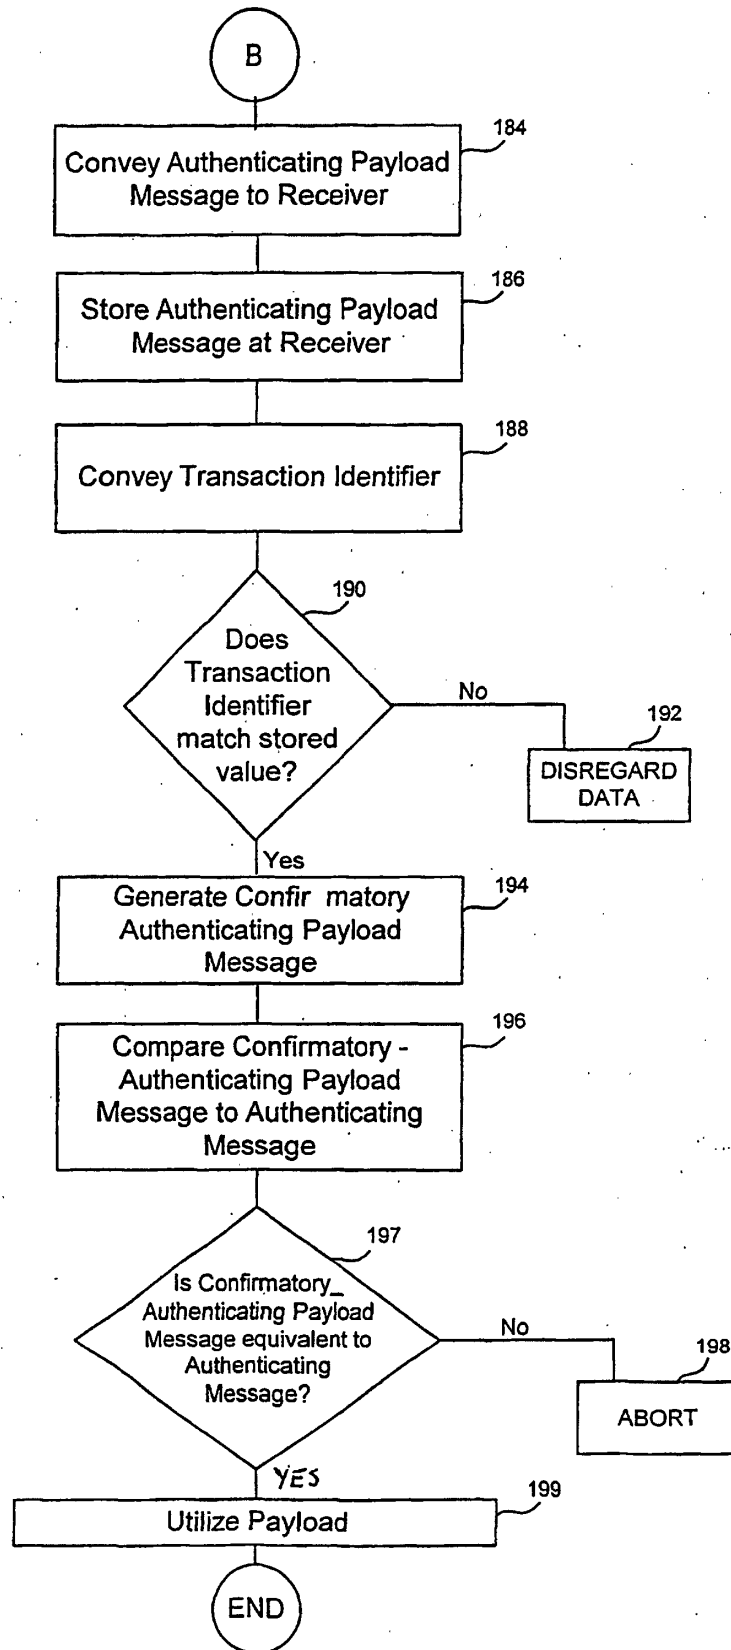 B
184
Convey Authenticating Payload
Message to Receiver
186
Store Authenticating Payload
Message at Receiver
188
Convey Transaction Identifier
190
Does
Transaction
Identifier
match stored
value?
No
192
DISREGARD
DATA
Yes
194
Generate Confir matory
Authenticating Payload
Message
196
Compare Confirmatory -
Authenticating Payload
Message to Authenticating
Message
197
Is Confirmatory_
Authenticating Payload
Message equivalent to
Authenticating
Message?
No
198
ABORT
YES
199
Utilize Payload
END